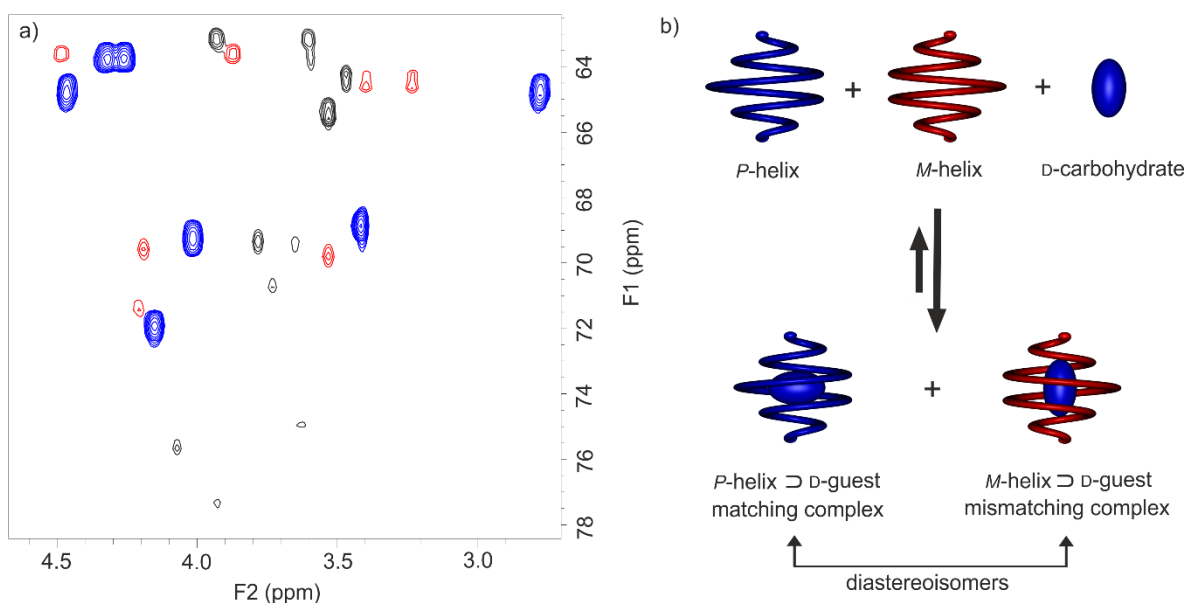 a)
64
66
68
70
72
74
76
78
F1 (ppm)
4.5 4.0 3.5 3.0
F2 (ppm)
b)
+ +
P-helix M-helix D-carbohydrate
+
P-helix ⊃ D-guest M-helix ⊃ D-guest
matching complex mismatching complex
diastereoisomers